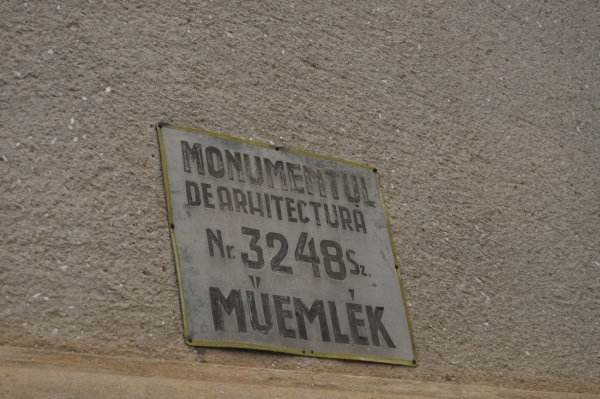 MONUMENTUL
DE ARHITECTURĂ
Nr. 3248 Sz.
MŰEMLÉK